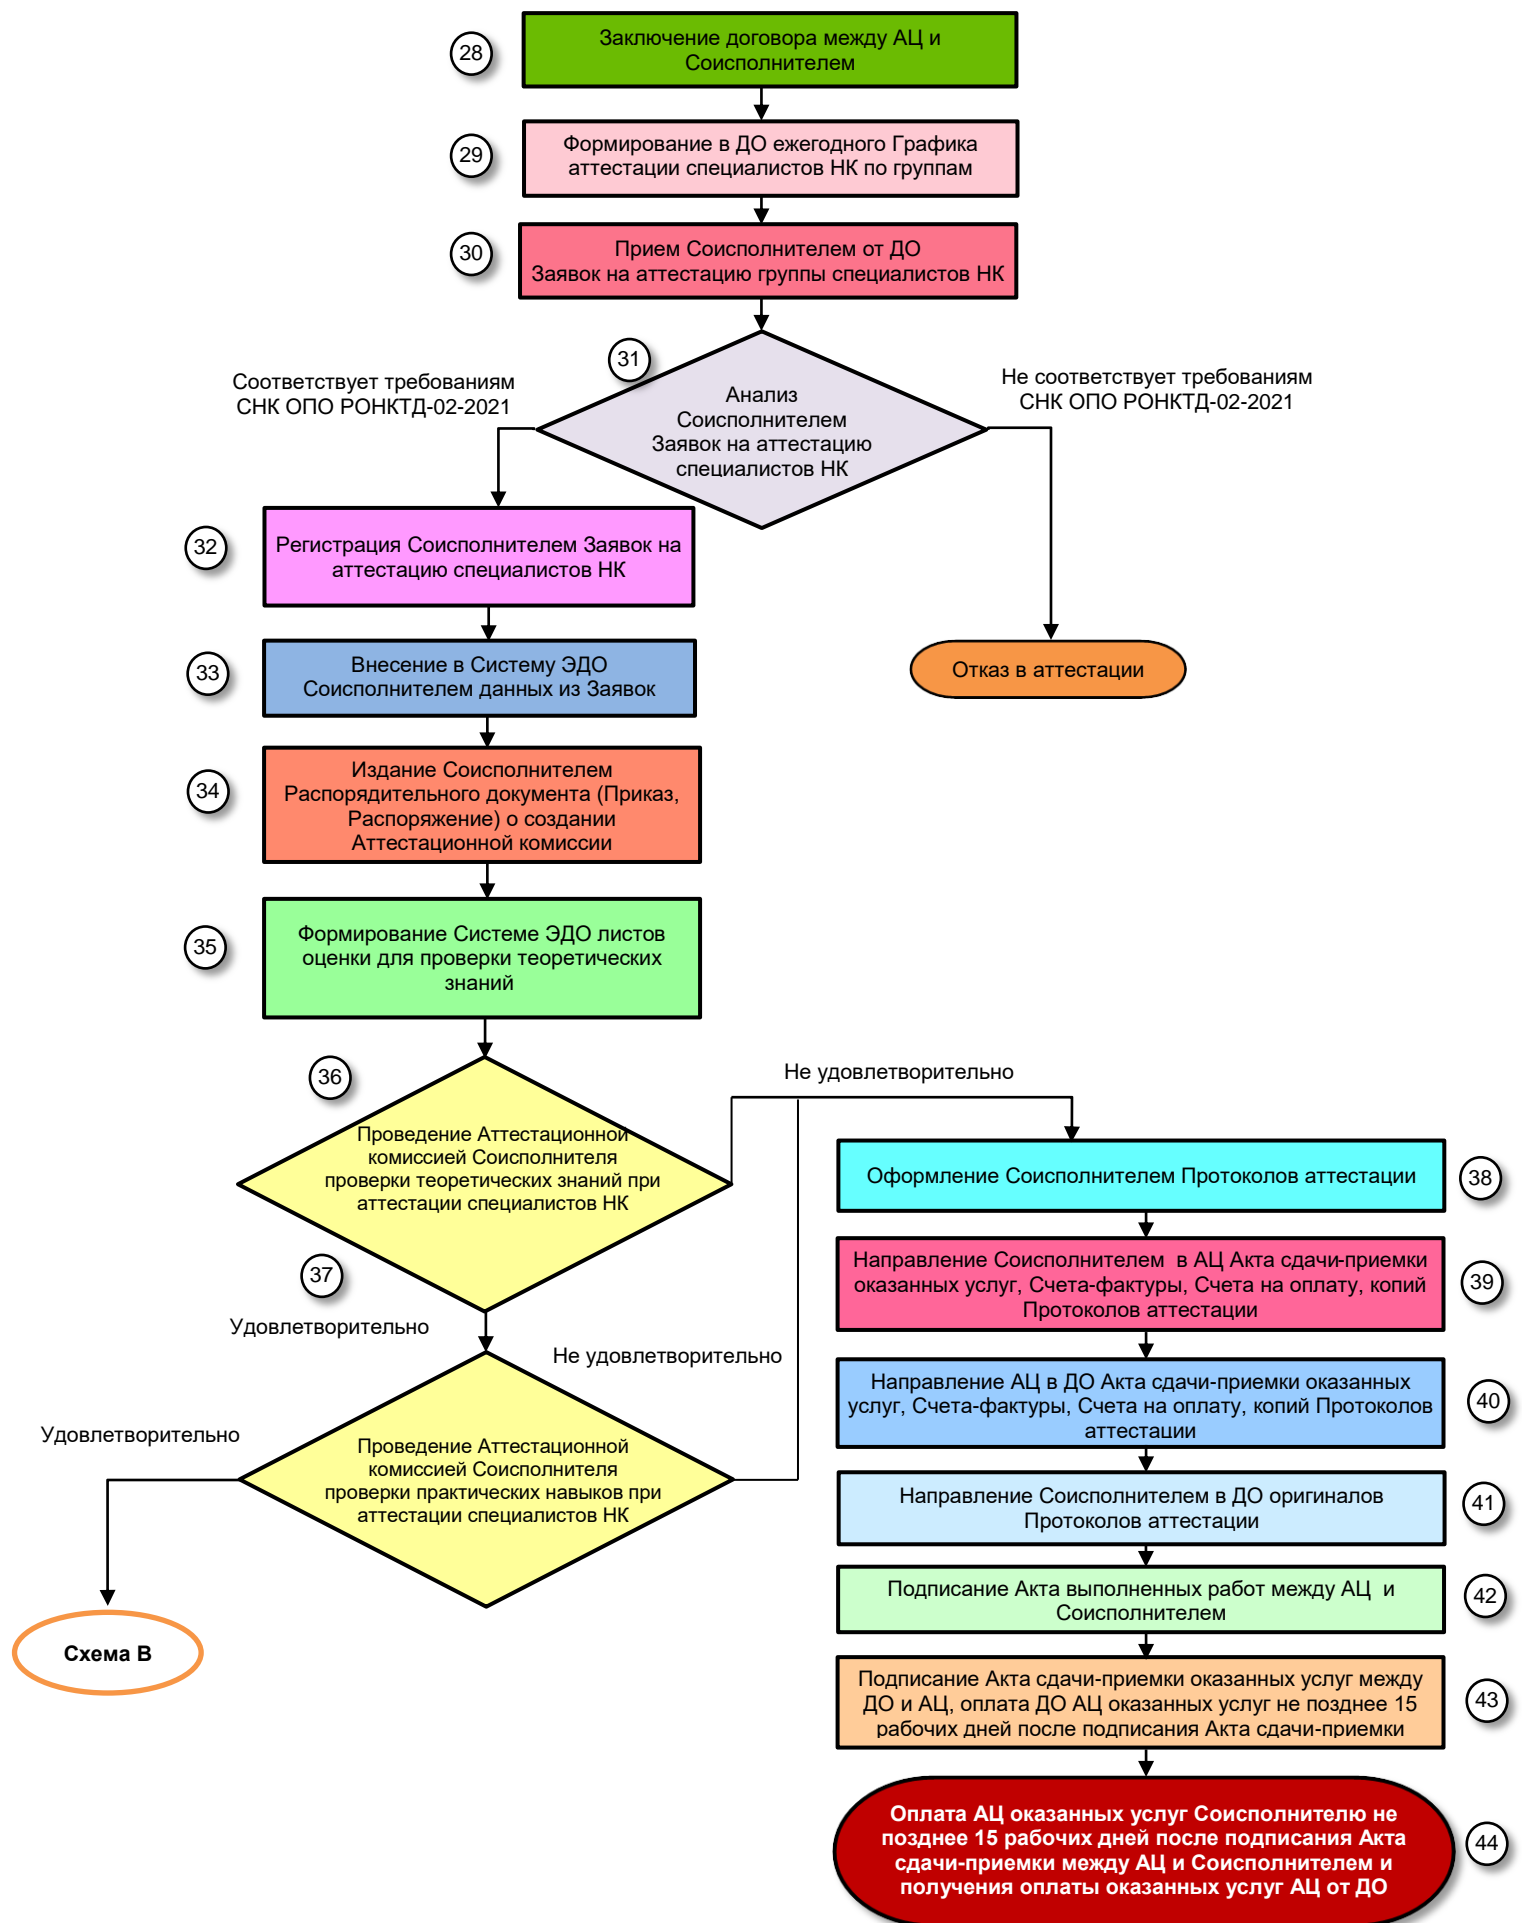 28
Заключение договора между АЦ и
Соисполнителем
29
Формирование в ДО ежегодного Графика
аттестации специалистов НК по группам
30
Прием Соисполнителем от ДО
Заявок на аттестацию группы специалистов НК
31
Соответствует требованиям
СНК ОПО РОНКТД-02-2021
Анализ
Соисполнителем
Заявок на аттестацию
специалистов НК
Не соответствует требованиям
СНК ОПО РОНКТД-02-2021
32
Регистрация Соисполнителем Заявок на
аттестацию специалистов НК
33
Внесение в Систему ЭДО
Соисполнителем данных из Заявок
Отказ в аттестации
34
Издание Соисполнителем
Распорядительного документа (Приказ,
Распоряжение) о создании
Аттестационной комиссии
35
Формирование Системе ЭДО листов
оценки для проверки теоретических
знаний
36
Проведение Аттестационной
комиссией Соисполнителя
проверки теоретических знаний при
аттестации специалистов НК
Не удовлетворительно
37
Удовлетворительно
Не удовлетворительно
Удовлетворительно
Проведение Аттестационной
комиссией Соисполнителя
проверки практических навыков при
аттестации специалистов НК
Схема В
Оформление Соисполнителем Протоколов аттестации
38
Направление Соисполнителем  в АЦ Акта сдачи-приемки
оказанных услуг, Счета-фактуры, Счета на оплату, копий
Протоколов аттестации
39
Направление АЦ в ДО Акта сдачи-приемки оказанных
услуг, Счета-фактуры, Счета на оплату, копий Протоколов
аттестации
40
Направление Соисполнителем в ДО оригиналов
Протоколов аттестации
41
Подписание Акта выполненных работ между АЦ  и
Соисполнителем
42
Подписание Акта сдачи-приемки оказанных услуг между
ДО и АЦ, оплата ДО АЦ оказанных услуг не позднее 15
рабочих дней после подписания Акта сдачи-приемки
43
Оплата АЦ оказанных услуг Соисполнителю не
позднее 15 рабочих дней после подписания Акта
сдачи-приемки между АЦ и Соисполнителем и
получения оплаты оказанных услуг АЦ от ДО
44